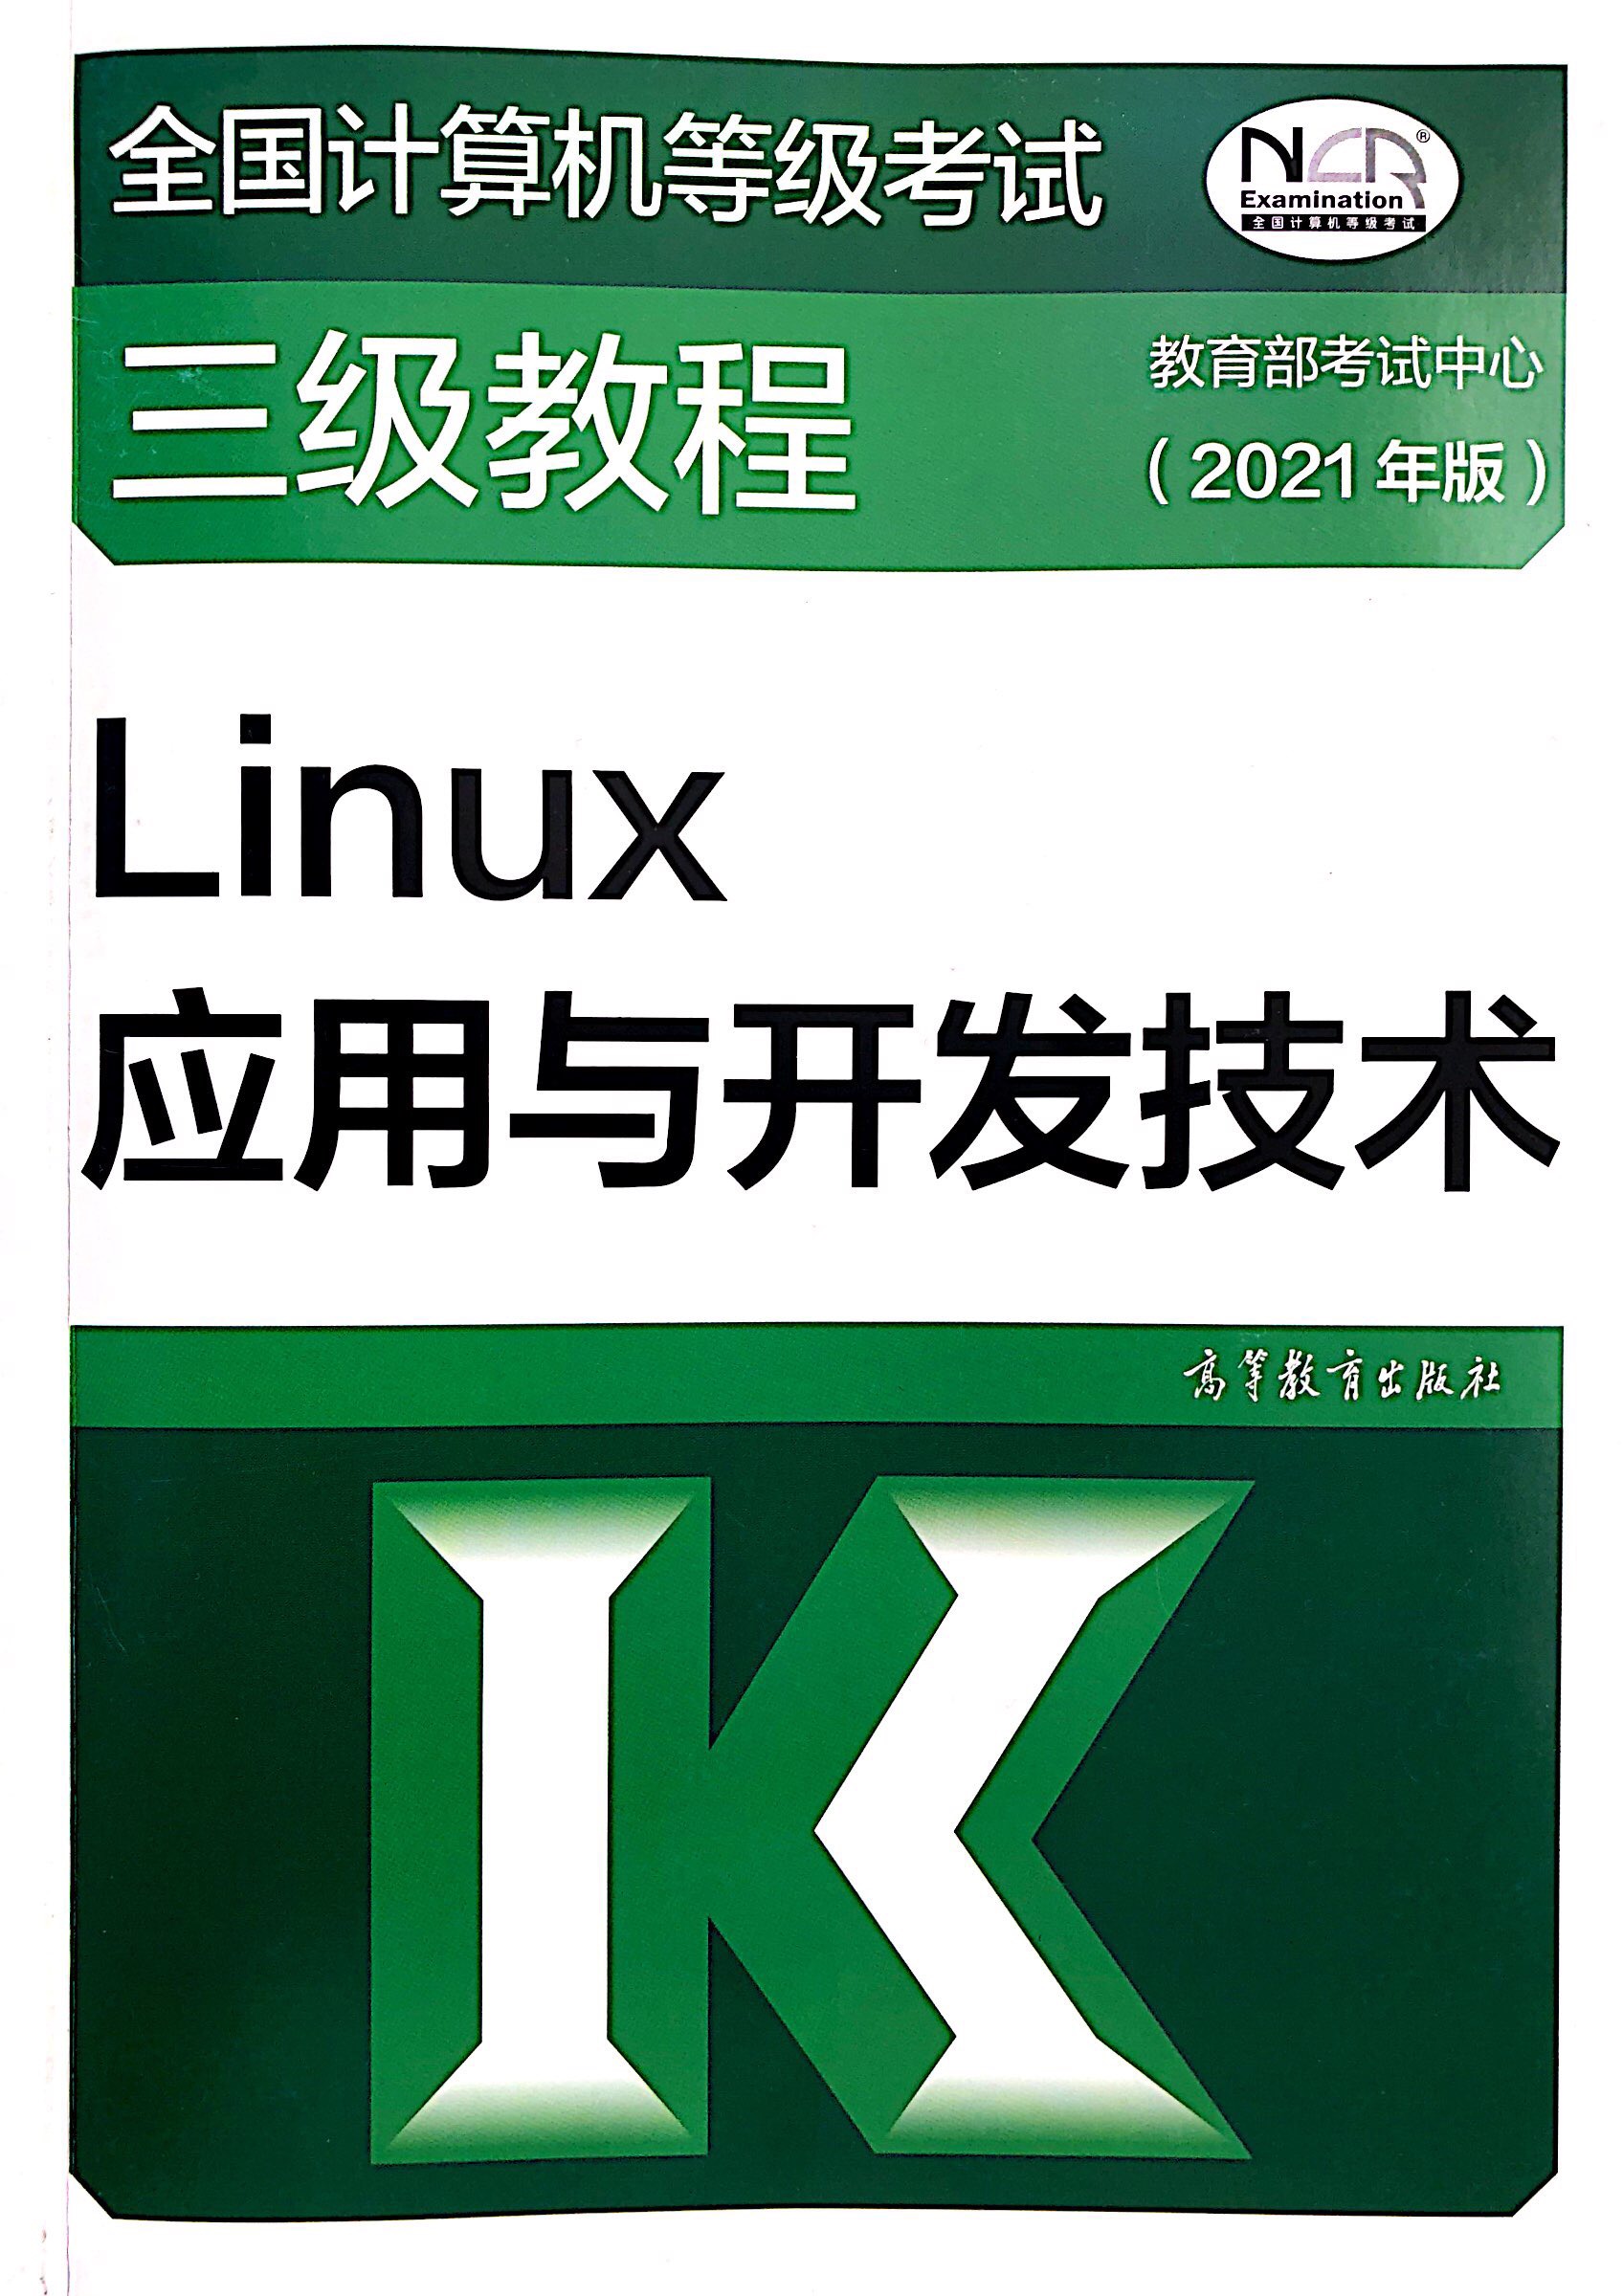 全国计算机等级考试
NCR®
Examination
全国计算机等级考试
三级教程
教育部考试中心
（2021年版）
Linux
应用与开发技术
高等教育出版社
K